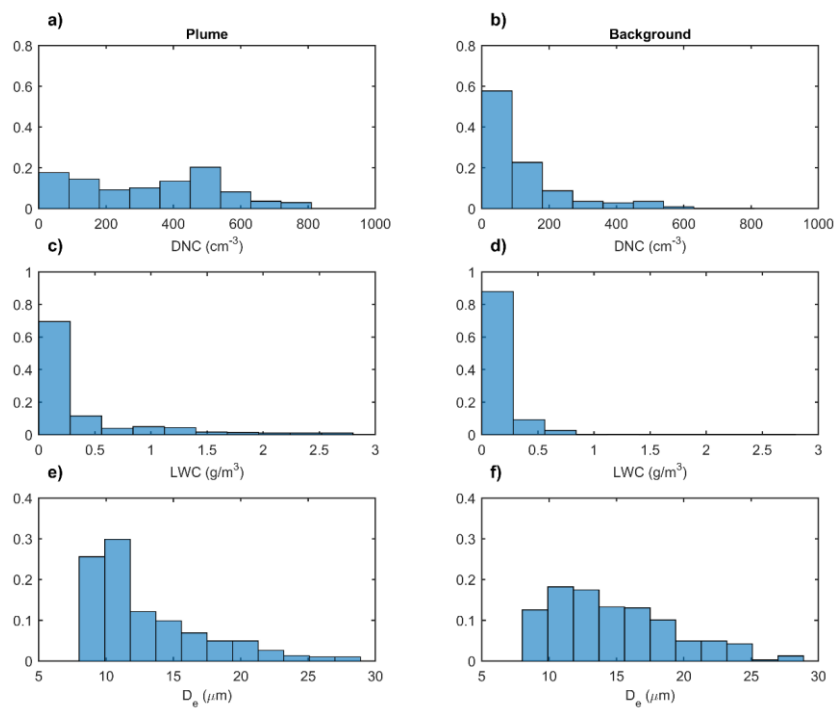 a)
Plume
0.8
0.6
0.4
0.2
0
0 200 400 600 800 1000
DNC (cm⁻³)
b)
Background
0.8
0.6
0.4
0.2
0
0 200 400 600 800 1000
DNC (cm⁻³)
c)
1
0.8
0.6
0.4
0.2
0
0 0.5 1 1.5 2 2.5 3
LWC (g/m³)
d)
1
0.8
0.6
0.4
0.2
0
0 0.5 1 1.5 2 2.5 3
LWC (g/m³)
e)
0.4
0.3
0.2
0.1
0
5 10 15 20 25 30
Dₑ (μm)
f)
0.4
0.3
0.2
0.1
0
5 10 15 20 25 30
Dₑ (μm)